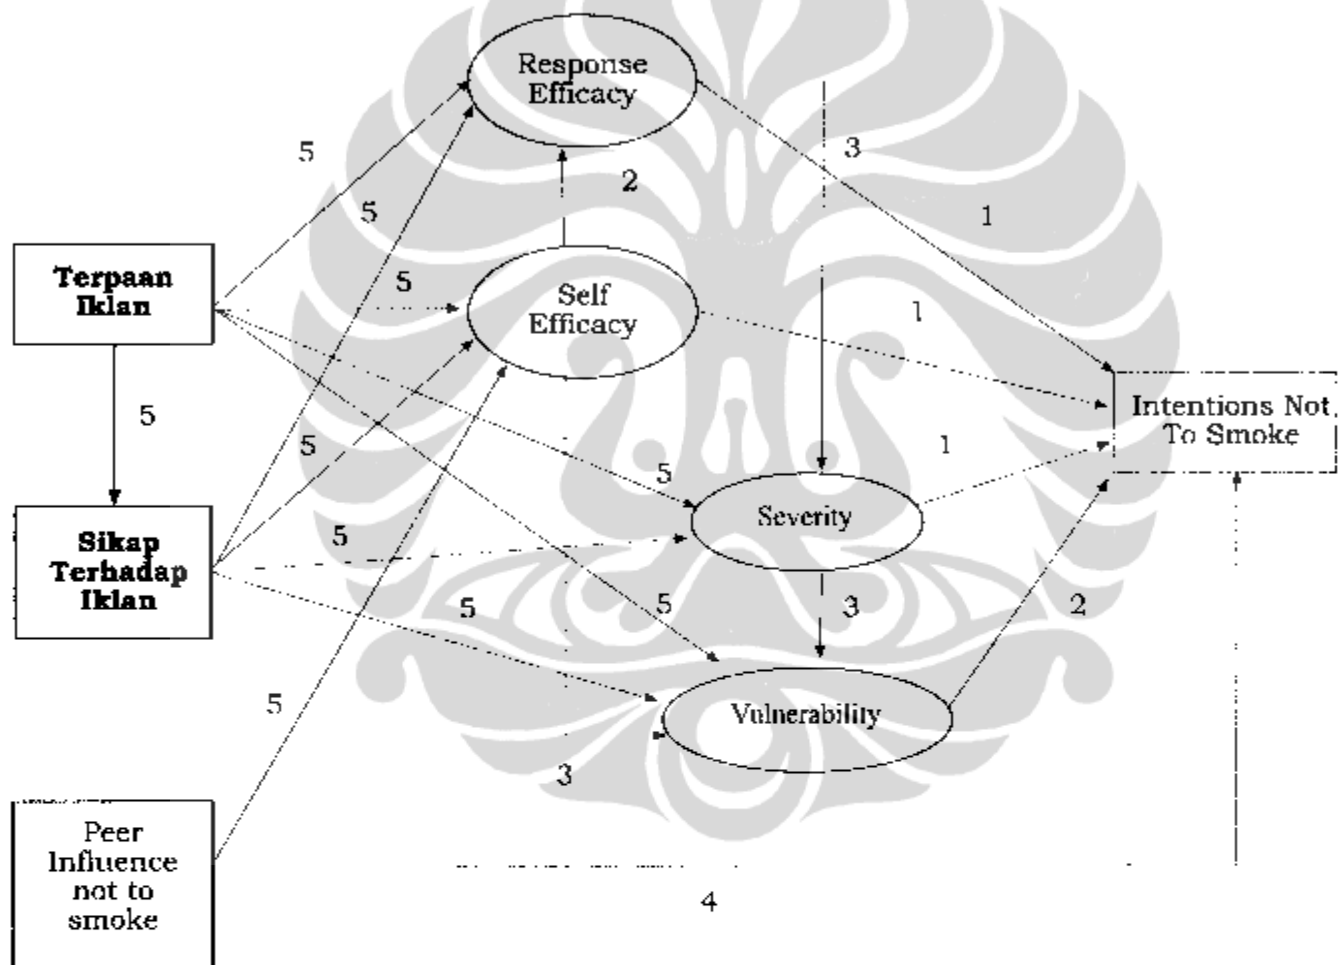 Response
Efficacy
5
3
2
1
5
Terpaan
Iklan
5
Self
Efficacy
1
5
5
Intentions Not
To Smoke
1
5
Severity
Sikap
Terhadap
Iklan
5
5
5
3
2
5
Vulnerability
3
Peer
Influence
not to
smoke
4